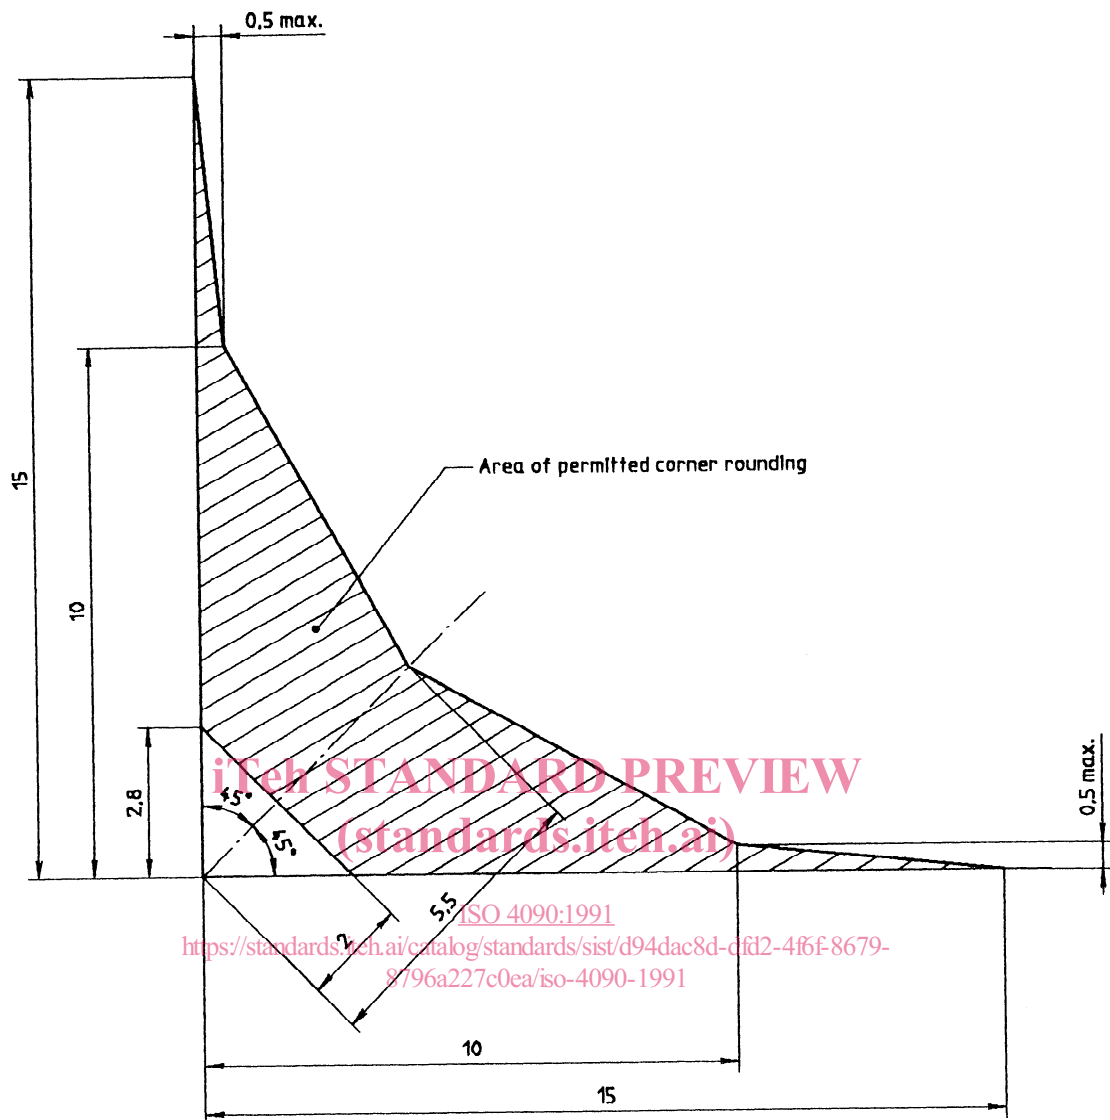 0,5 max.
15
10
Area of permitted corner rounding
2,8
45°
45°
iTeh STANDARD PREVIEW
(standards.iteh.ai)
0,5 max.
5,5
2
ISO 4090:1991
https://standards.iteh.ai/catalog/standards/sist/d94dac8d-dfd2-4f6f-8679-
8796a227c0ea/iso-4090-1991
10
15